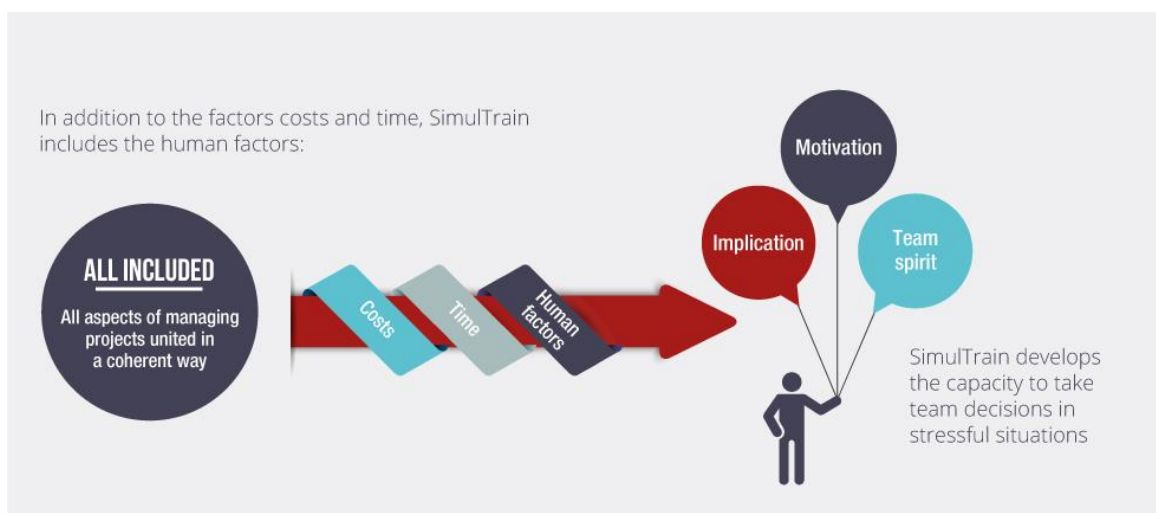 In addition to the factors costs and time, SimulTrain
includes the human factors:
ALL INCLUDED
All aspects of managing
projects united in
a coherent way
Costs
Time
Human
factors
Implication
Motivation
Team
spirit
SimulTrain develops
the capacity to take
team decisions in
stressful situations